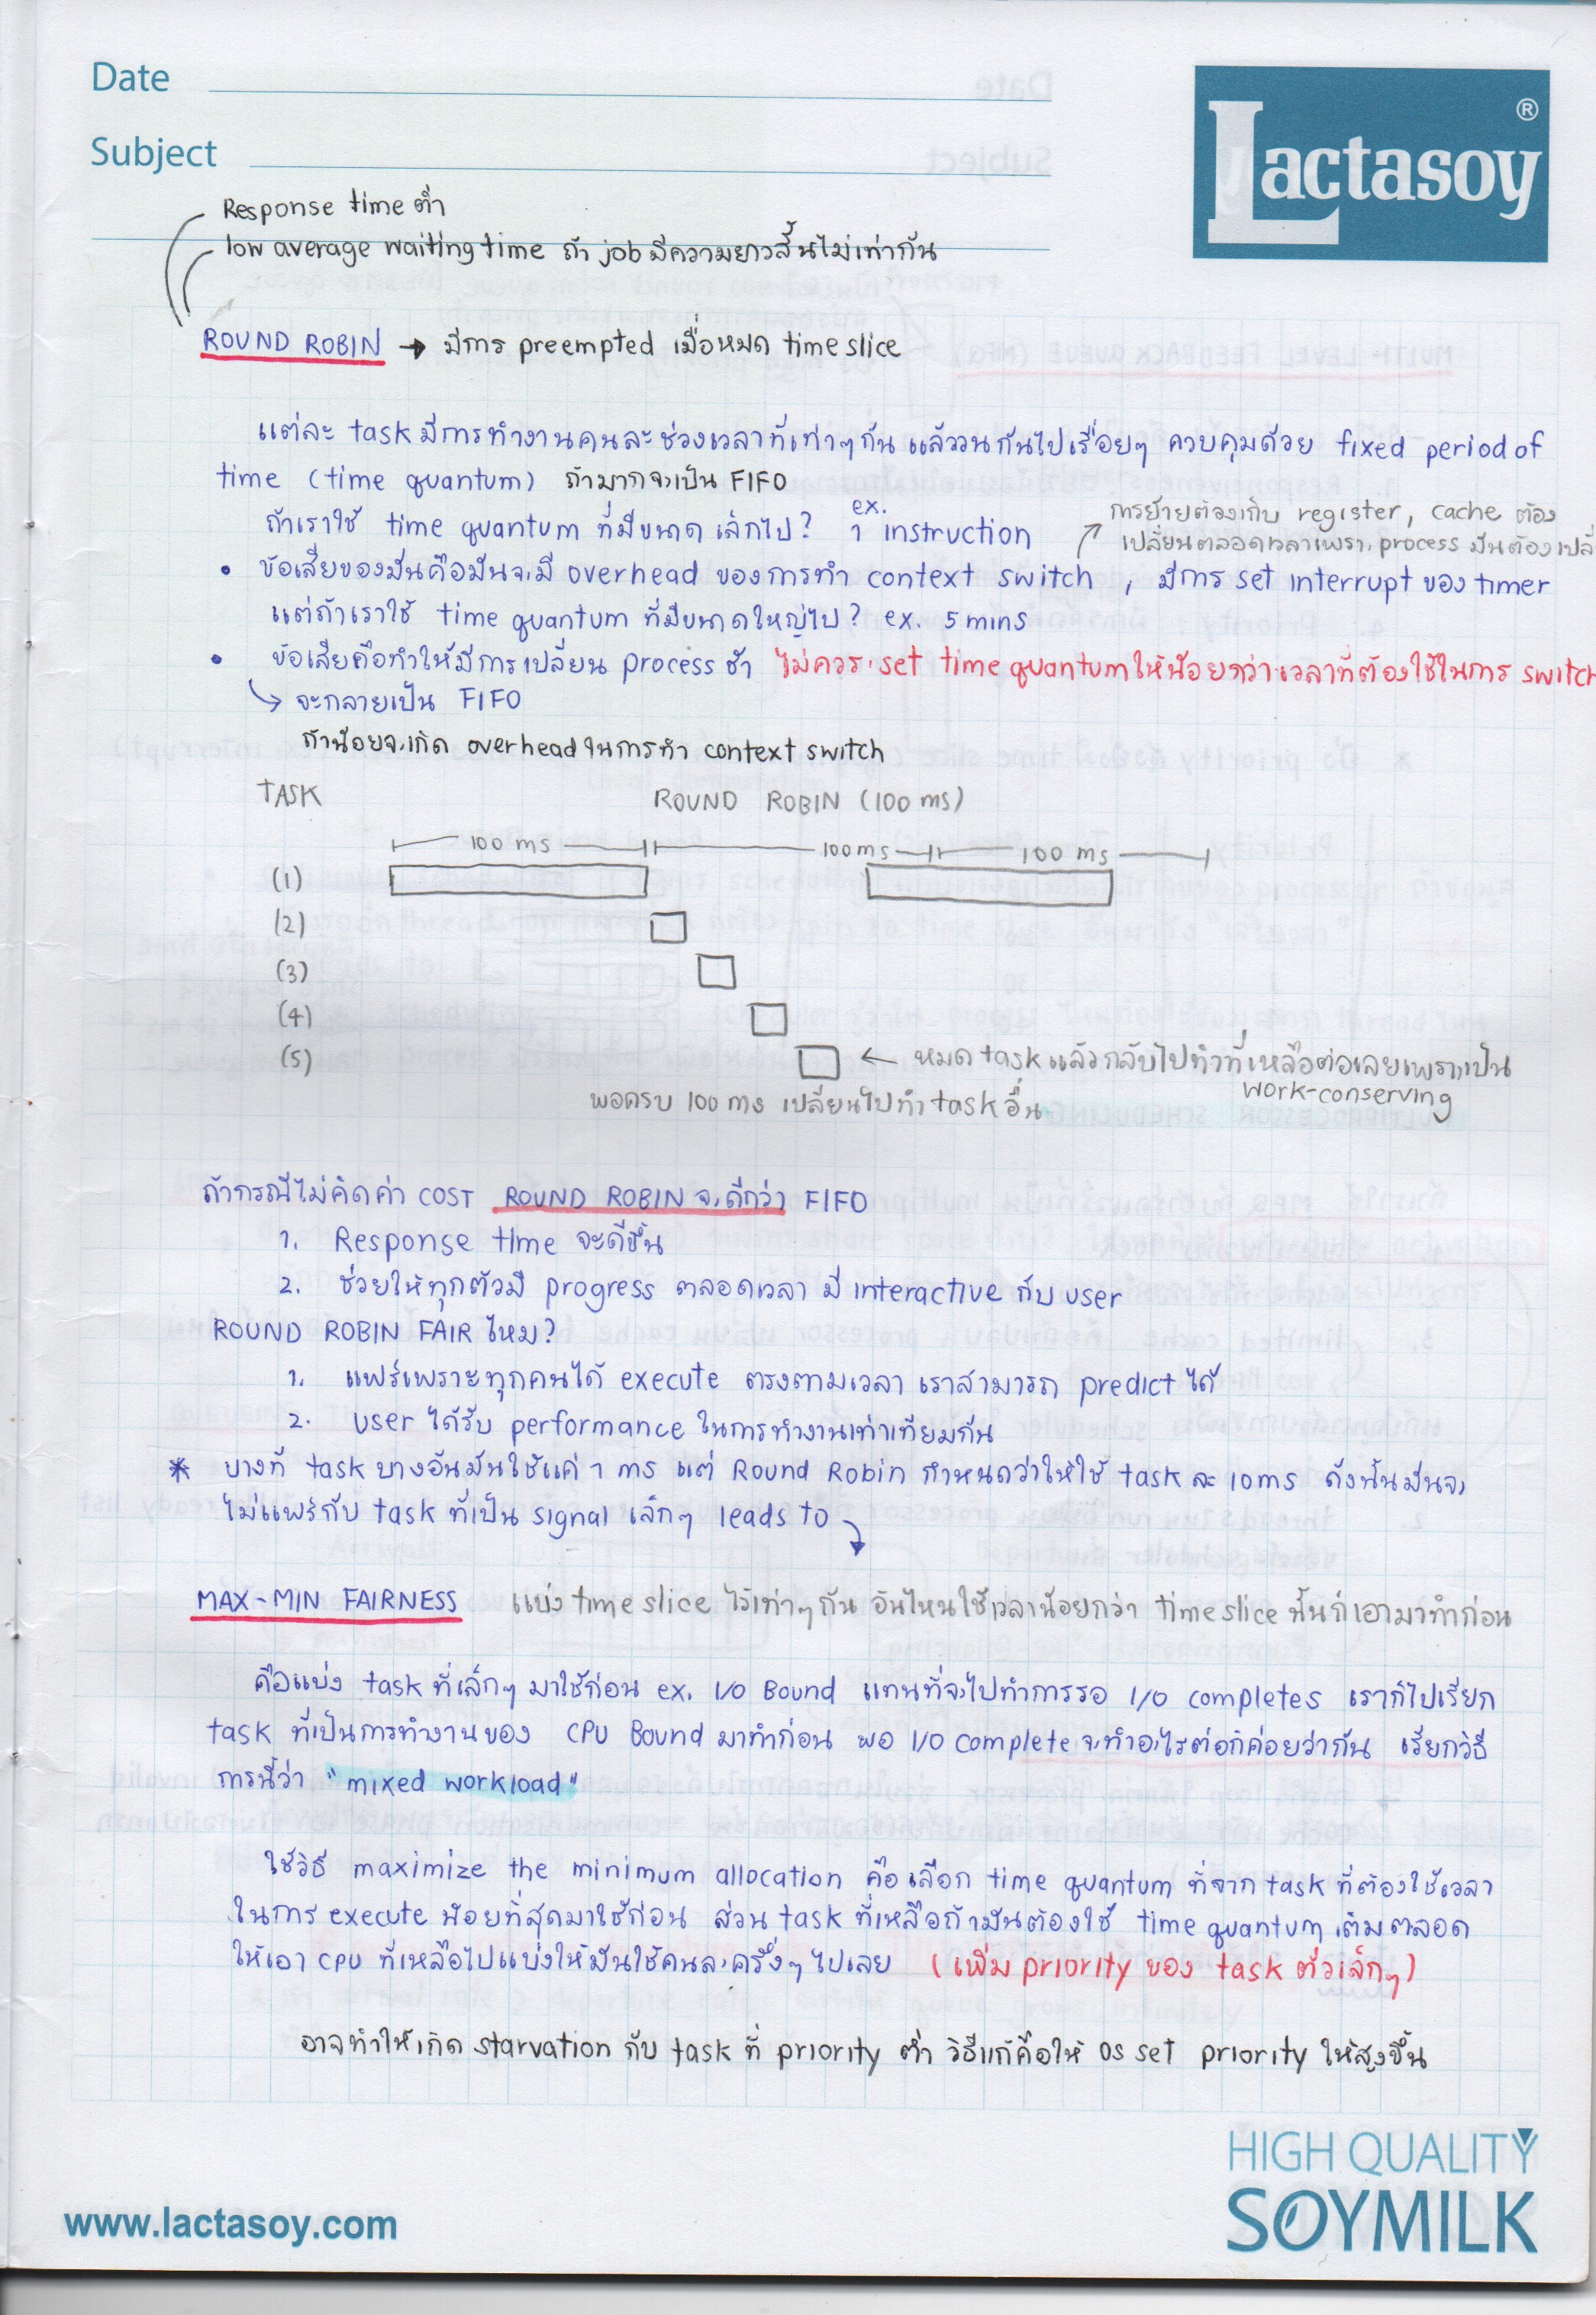 Date
Subject
Lactasoy ®
Response time ต่ำ
low average waiting time ถ้า job มีความยาวสั้นไม่เท่ากัน
ROUND ROBIN → มีการ preempted เมื่อหมด time slice
แต่ละ task มีการทำงานคนละช่วงเวลาที่เท่าๆกัน แล้ววนกันไปเรื่อยๆ ควบคุมด้วย fixed period of
time (time quantum) ถ้ามากจะเป็น FIFO
ถ้าเราใช้ time quantum ที่มีขนาดเล็กไป? ex. 1 instruction
การย้ายต้องเก็บ register, cache ต้อง
เปลี่ยนตลอดเวลาเพราะ process มันต้อง
• ข้อเสียของมันคือมันจะมี overhead ของการทำ context switch , มีการ set interrupt ของ timer
แต่ถ้าเราใช้ time quantum ที่มีขนาดใหญ่ไป? ex. 5 mins
• ข้อเสียคือทำให้มีการเปลี่ยน process ช้า ไม่ควร set time quantum ให้น้อยกว่าเวลาที่ต้องใช้ในการ switch
↳ จะกลายเป็น FIFO
ถ้าน้อยจะเกิด overhead ในการทำ context switch
TASK ROUND ROBIN (100 ms)
100 ms 100 ms 100 ms
(1)
(2)
(3)
(4)
(5) ← หมด task แล้วกลับไปทำที่เหลือต่อเลยเพราะเป็น
work-conserving
พอครบ 100 ms เปลี่ยนไปทำ task อื่น
ถ้ากรณีไม่คิดค่า COST ROUND ROBIN จะดีกว่า FIFO
1. Response time จะดีขึ้น
2. ช่วยให้ทุกตัวมี progress ตลอดเวลา มี interactive กับ user
ROUND ROBIN FAIR ไหม?
1. แฟร์เพราะทุกคนได้ execute ตรงตามเวลา เราสามารถ predict ได้
2. user ได้รับ performance ในการทำงานเท่าเทียมกัน
* บางที task บางอันมันใช้แค่ 1 ms แต่ Round Robin กำหนดว่าให้ใช้ task ละ 10ms ดังนั้นมันจะ
ไม่แฟร์กับ task ที่เป็น signal เล็กๆ leads to
MAX-MIN FAIRNESS แบ่ง time slice ไว้เท่าๆกัน อันไหนใช้เวลาน้อยกว่า time slice นั้นก็เอามาทำก่อน
คือแบ่ง task ที่เล็กๆ มาใช้ก่อน ex. I/O Bound แทนที่จะไปทำการรอ I/O completes เราก็ไปเรียก
task ที่เป็นการทำงานของ CPU Bound มาทำก่อน พอ I/O complete จะทำอะไรต่อก็ค่อยว่ากัน เรียกวิธี
การนี้ว่า "mixed workload"
ใช้วิธี maximize the minimum allocation คือเลือก time quantum ที่จาก task ที่ต้องใช้เวลา
ในการ execute น้อยที่สุดมาใช้ก่อน ส่วน task ที่เหลือถ้ามันต้องใช้ time quantum เต็มตลอด
ให้เอา CPU ที่เหลือไปแบ่งให้มันใช้คนละครึ่งๆ ไปเลย (เพิ่ม priority ของ task ตัวเล็กๆ)
อาจทำให้เกิด starvation กับ task ที่ priority ต่ำ วิธีแก้คือให้ OS set priority ให้สูงขึ้น
HIGH QUALITY
SOYMILK
www.lactasoy.com